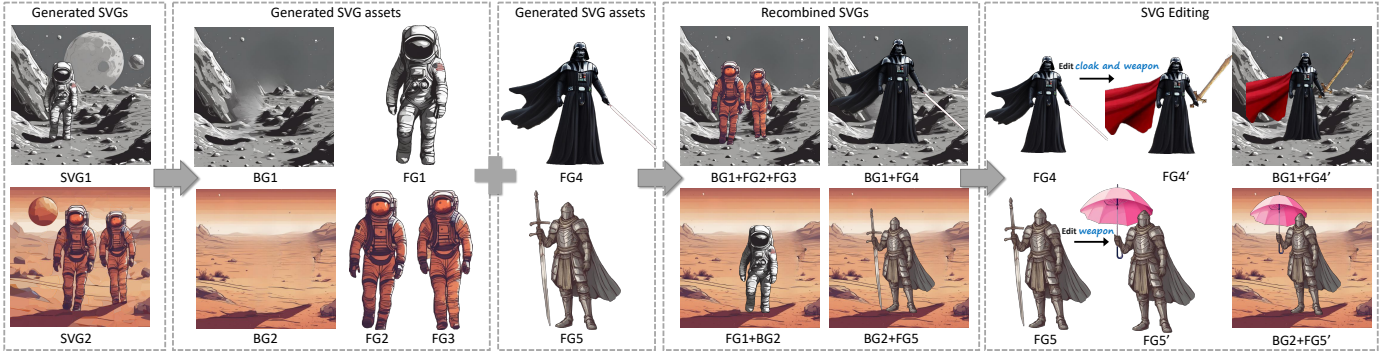 Generated SVGs
SVG1
SVG2
Generated SVG assets
BG1
FG1
BG2
FG2
FG3
Generated SVG assets
FG4
FG5
Recombined SVGs
BG1+FG2+FG3
BG1+FG4
FG1+BG2
BG2+FG5
SVG Editing
Edit cloak and weapon
FG4
FG4‘
BG1+FG4’
Edit weapon
FG5
FG5’
BG2+FG5’